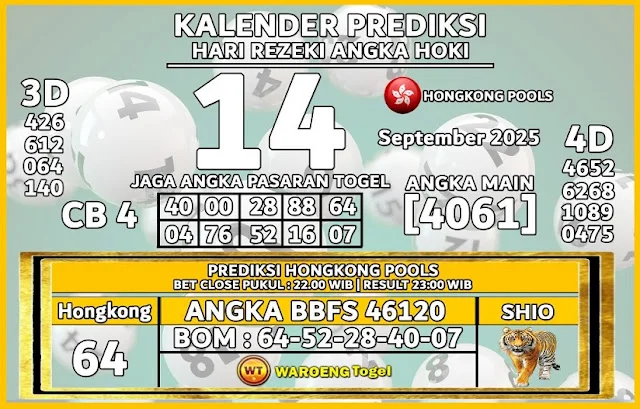 KALENDER PREDIKSI
HARI REZEKI ANGKA HOKI
14
3D
426
612
064
140
CB 4
HONGKONG POOLS
September 2025
4D
4652
6268
1089
0475
JAGA ANGKA PASARAN TOGEL
40 00 28 88 64
04 76 52 16 07
ANGKA MAIN
[4061]
PREDIKSI HONGKONG POOLS
BET CLOSE PUKUL : 22.00 WIB | RESULT 23:00 WIB
Hongkong
64
ANGKA BBFS 46120
BOM : 64-52-28-40-07
SHIO
WT WAROENG Togel